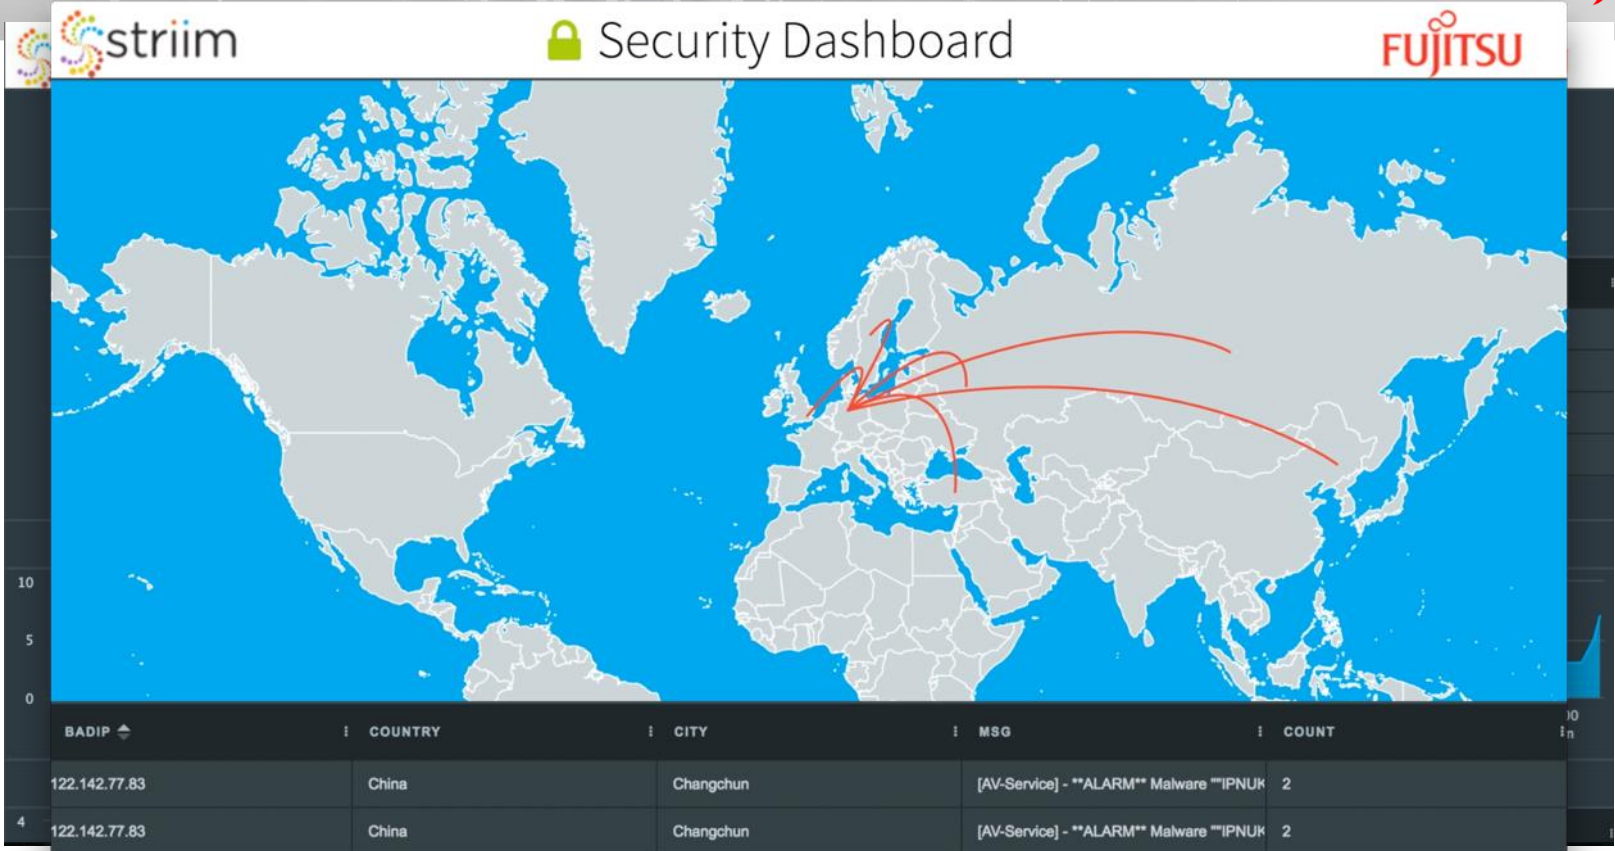 striim
Security Dashboard
FUJITSU
10
5
0
4
BADIP
COUNTRY
CITY
MSG
COUNT
122.142.77.83 China Changchun [AV-Service] - **ALARM** Malware ""IPNUK 2
122.142.77.83 China Changchun [AV-Service] - **ALARM** Malware ""IPNUK 2